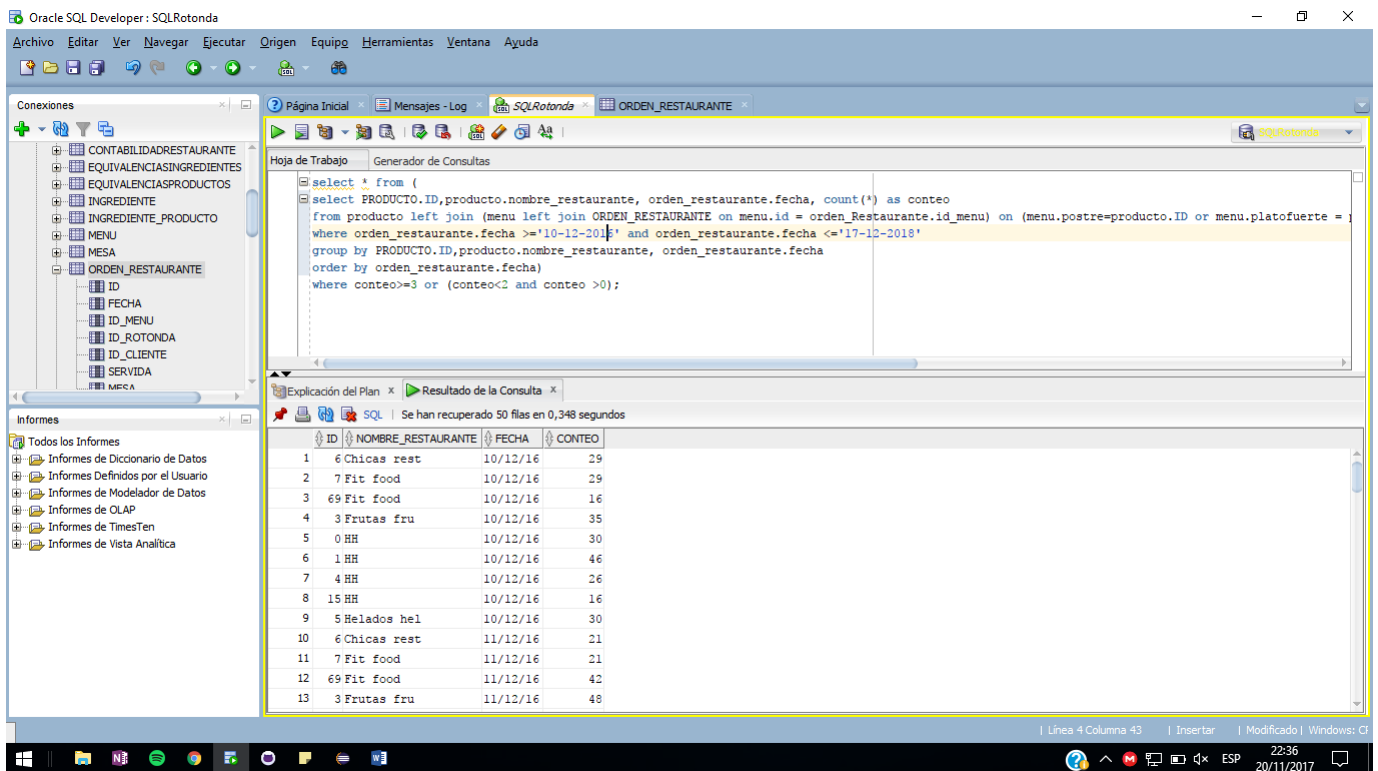 Oracle SQL Developer : SQLRotonda
Archivo Editar Ver Navegar Ejecutar Origen Equipo Herramientas Ventana Ayuda
Conexiones
CONTABILIDADRESTAURANTE
EQUIVALENCIASINGREDIENTES
EQUIVALENCIASPRODUCTOS
INGREDIENTE
INGREDIENTE_PRODUCTO
MENU
MESA
ORDEN_RESTAURANTE
ID
FECHA
ID_MENU
ID_ROTONDA
ID_CLIENTE
SERVIDA
MESA
Informes
Todos los Informes
Informes de Diccionario de Datos
Informes Definidos por el Usuario
Informes de Modelador de Datos
Informes de OLAP
Informes de TimesTen
Informes de Vista Analítica
Página Inicial Mensajes - Log SQLRotonda ORDEN_RESTAURANTE
SQLRotonda
Hoja de Trabajo Generador de Consultas
select * from (
select PRODUCTO.ID,producto.nombre_restaurante, orden_restaurante.fecha, count(*) as conteo
from producto left join (menu left join ORDEN_RESTAURANTE on menu.id = orden_Restaurante.id_menu) on (menu.postre=producto.ID or menu.platofuerte =
where orden_restaurante.fecha >='10-12-2016' and orden_restaurante.fecha <='17-12-2018'
group by PRODUCTO.ID,producto.nombre_restaurante, orden_restaurante.fecha
order by orden_restaurante.fecha)
where conteo>=3 or (conteo<2 and conteo >0);
Explicación del Plan x Resultado de la Consulta x
SQL | Se han recuperado 50 filas en 0,348 segundos
ID NOMBRE_RESTAURANTE FECHA CONTEO
1 6 Chicas rest 10/12/16 29
2 7 Fit food 10/12/16 29
3 69 Fit food 10/12/16 16
4 3 Frutas fru 10/12/16 35
5 0 HH 10/12/16 30
6 1 HH 10/12/16 46
7 4 HH 10/12/16 26
8 15 HH 10/12/16 16
9 5 Helados hel 10/12/16 30
10 6 Chicas rest 11/12/16 21
11 7 Fit food 11/12/16 21
12 69 Fit food 11/12/16 42
13 3 Frutas fru 11/12/16 48
| Línea 4 Columna 43 | Insertar | Modificado | Windows: CF
ESP 22:36
20/11/2017